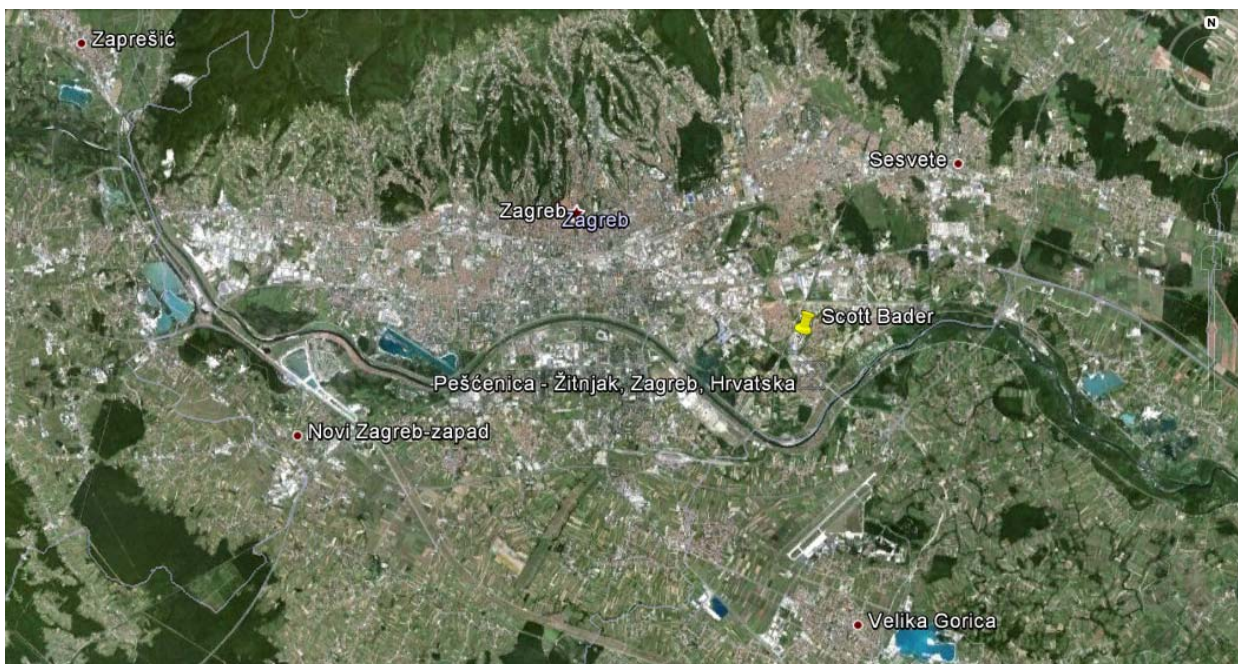 N
Zaprešić
Sesvete
Zagreb
Zagreb
Scott Bader
Pešćenica - Žitnjak, Zagreb, Hrvatska
Novi Zagreb-zapad
Velika Gorica